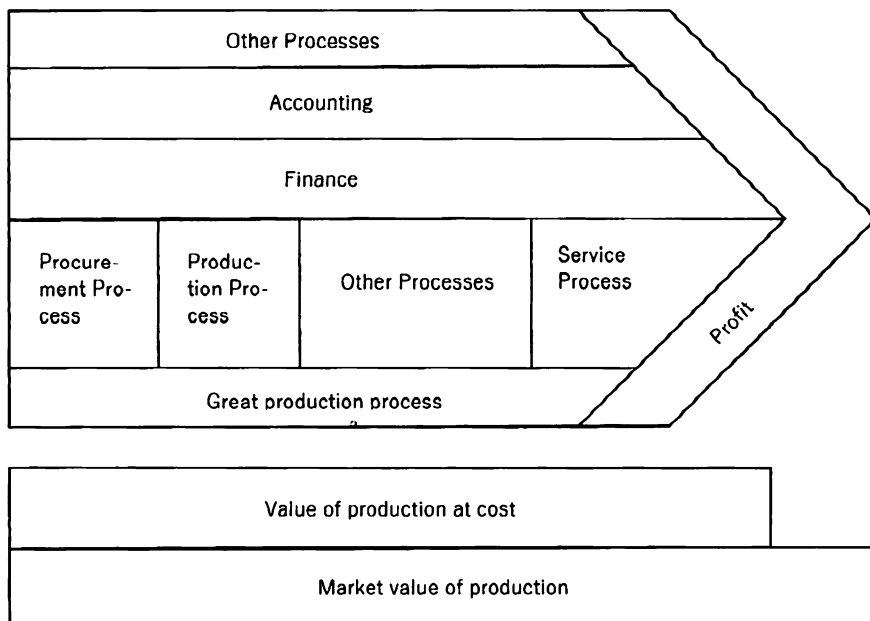 Other Processes
Accounting
Finance
Procure-
ment Pro-
cess
Produc-
tion Pro-
cess
Other Processes
Service
Process
Profit
Great production process
Value of production at cost
Market value of production